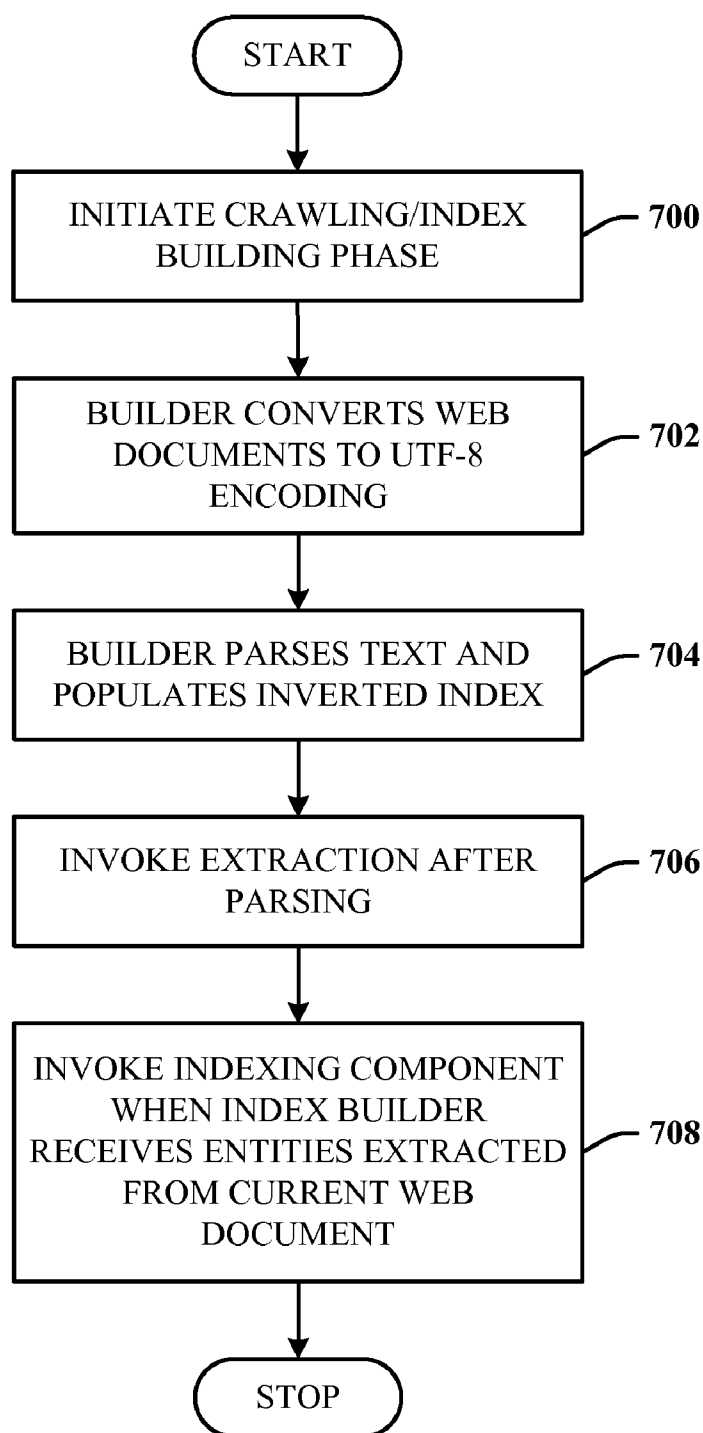 START
INITIATE CRAWLING/INDEX
BUILDING PHASE
700
BUILDER CONVERTS WEB
DOCUMENTS TO UTF-8
ENCODING
702
BUILDER PARSES TEXT AND
POPULATES INVERTED INDEX
704
INVOKE EXTRACTION AFTER
PARSING
706
INVOKE INDEXING COMPONENT
WHEN INDEX BUILDER
RECEIVES ENTITIES EXTRACTED
FROM CURRENT WEB
DOCUMENT
708
STOP